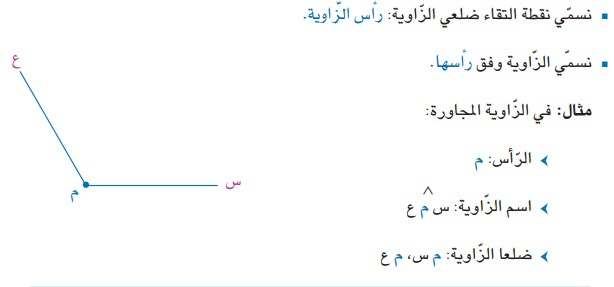 ▪ نسمّي نقطة التقاء ضلعي الزّاوية: رأس الزّاوية.
▪ نسمّي الزّاوية وفق رأسها.
مثال: في الزّاوية المجاورة:
الرّأس: م
اسم الزّاوية: س م̂ ع
ضلعا الزّاوية: م س، م ع
ع
س
م